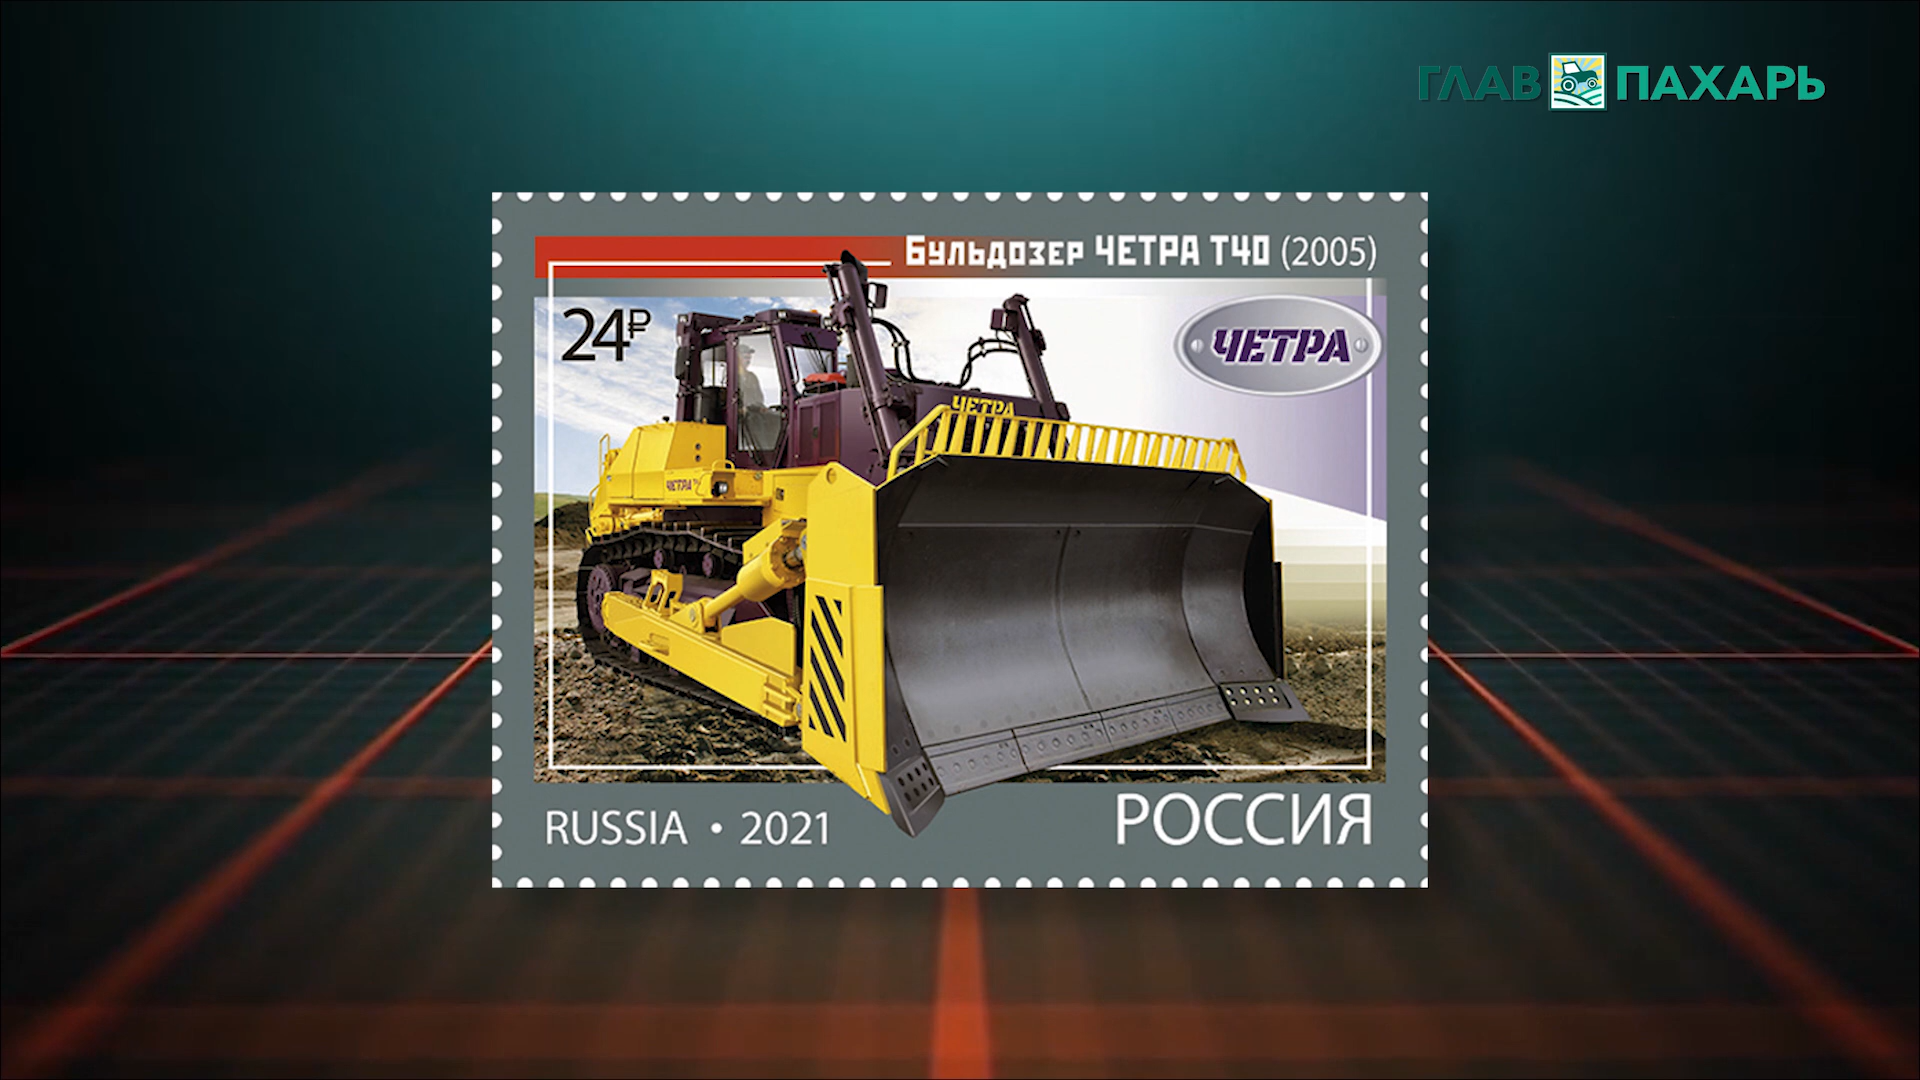 ГЛАВ ПАХАРЬ
Бульдозер ЧЕТРА Т40 (2005)
24₽
ЧЕТРА
ЧЕТРА
ЧЕТРА
RUSSIA • 2021
РОССИЯ